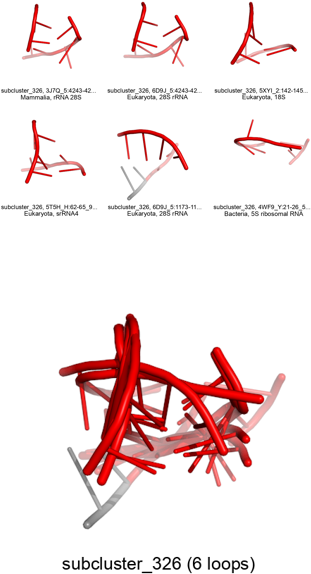 subcluster_326, 3J7Q_5:4243-42...
Mammalia, rRNA 28S
subcluster_326, 6D9J_5:4243-42...
Eukaryota, 28S rRNA
subcluster_326, 5XYI_2:142-145...
Eukaryota, 18S
subcluster_326, 5T5H_H:62-65_9...
Eukaryota, srRNA4
subcluster_326, 6D9J_5:1173-11...
Eukaryota, 28S rRNA
subcluster_326, 4WF9_Y:21-26_5...
Bacteria, 5S ribosomal RNA
subcluster_326 (6 loops)